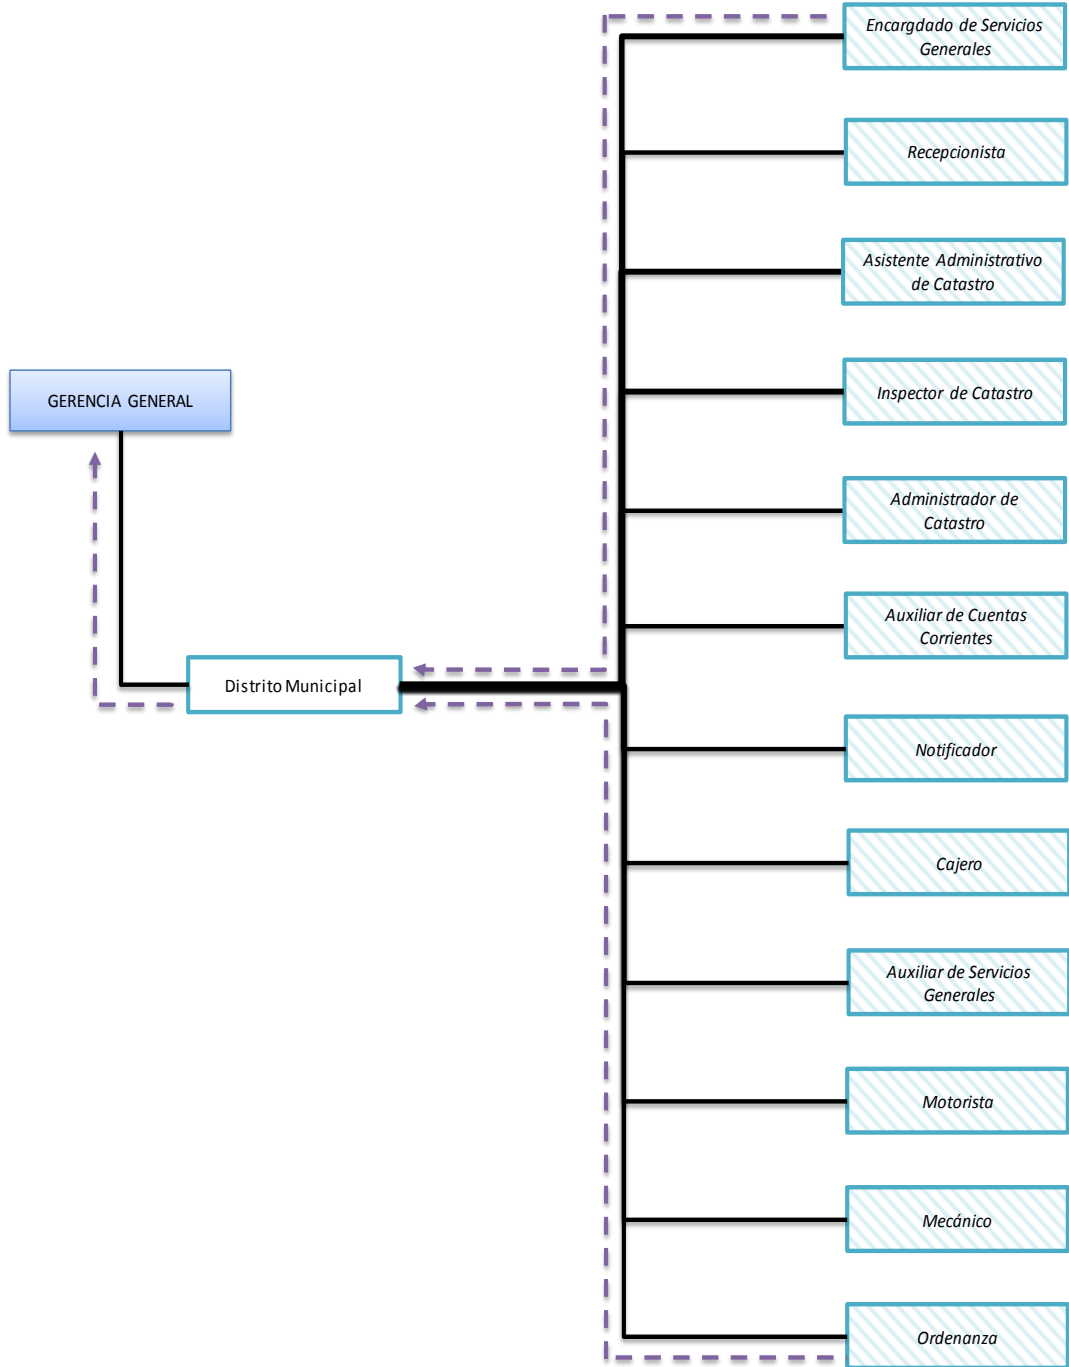 Encargdado de Servicios
Generales
Recepcionista
Asistente Administrativo
de Catastro
Inspector de Catastro
GERENCIA GENERAL
Administrador de
Catastro
Auxiliar de Cuentas
Corrientes
Distrito Municipal
Notificador
Cajero
Auxiliar de Servicios
Generales
Motorista
Mecánico
Ordenanza